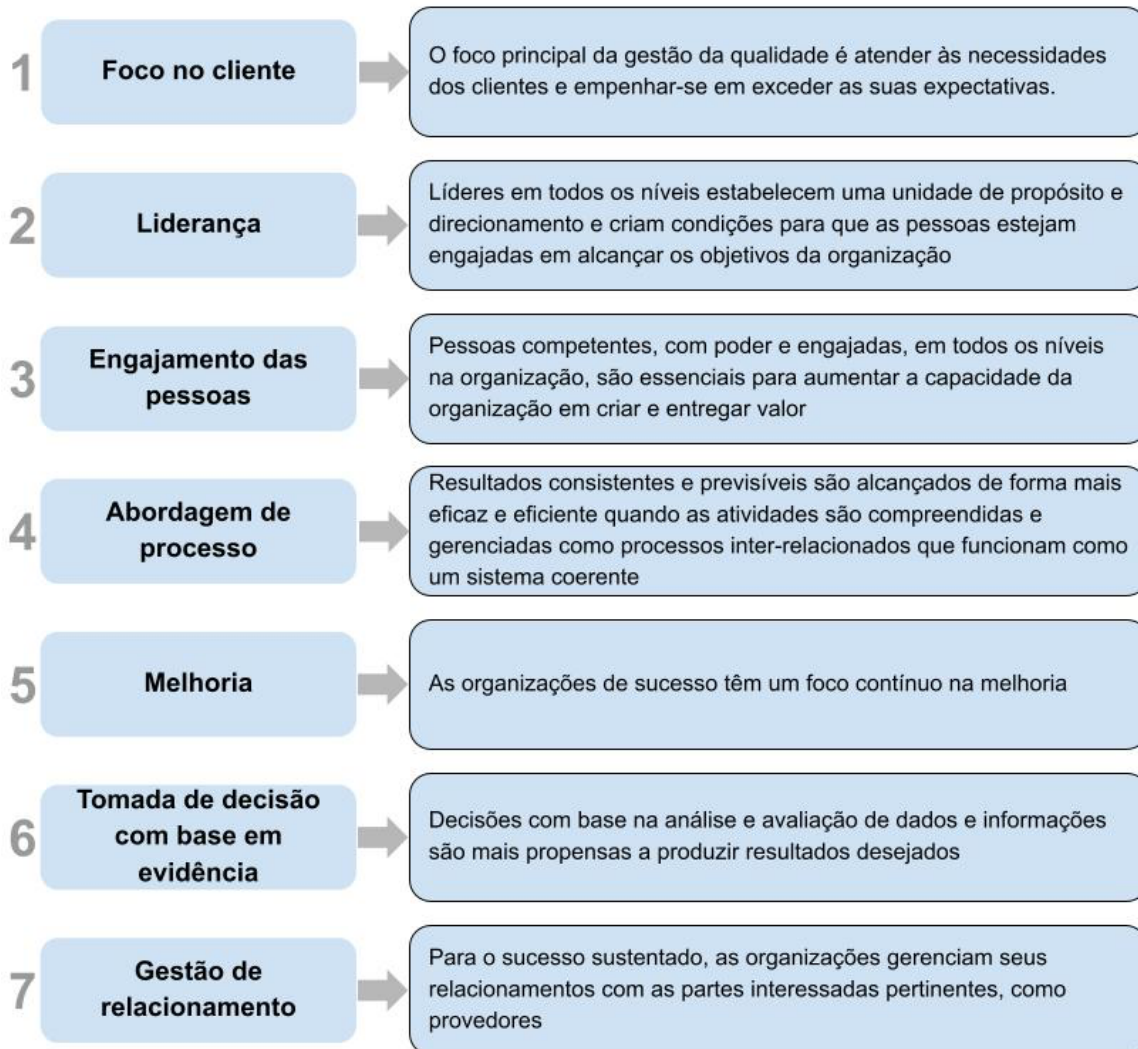 1
Foco no cliente
O foco principal da gestão da qualidade é atender às necessidades
dos clientes e empenhar-se em exceder as suas expectativas.
2
Liderança
Líderes em todos os níveis estabelecem uma unidade de propósito e
direcionamento e criam condições para que as pessoas estejam
engajadas em alcançar os objetivos da organização
3
Engajamento das
pessoas
Pessoas competentes, com poder e engajadas, em todos os níveis
na organização, são essenciais para aumentar a capacidade da
organização em criar e entregar valor
4
Abordagem de
processo
Resultados consistentes e previsíveis são alcançados de forma mais
eficaz e eficiente quando as atividades são compreendidas e
gerenciadas como processos inter-relacionados que funcionam como
um sistema coerente
5
Melhoria
As organizações de sucesso têm um foco contínuo na melhoria
6
Tomada de decisão
com base em
evidência
Decisões com base na análise e avaliação de dados e informações
são mais propensas a produzir resultados desejados
7
Gestão de
relacionamento
Para o sucesso sustentado, as organizações gerenciam seus
relacionamentos com as partes interessadas pertinentes, como
provedores